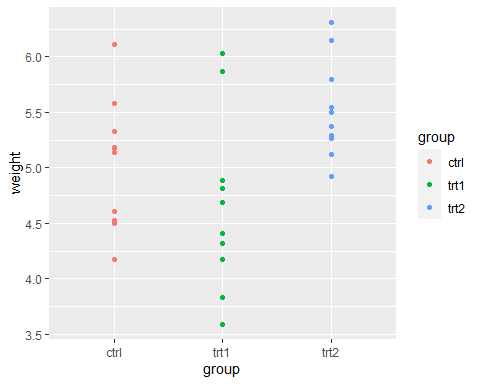 weight
6.0
5.5
5.0
4.5
4.0
3.5
ctrl trt1 trt2
group
group
ctrl
trt1
trt2